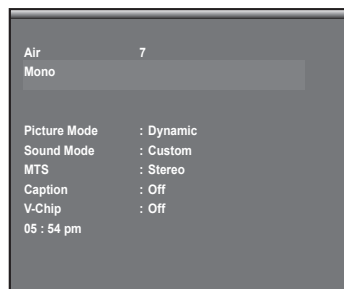 Air 7
Mono
Picture Mode : Dynamic
Sound Mode : Custom
MTS : Stereo
Caption : Off
V-Chip : Off
05 : 54 pm